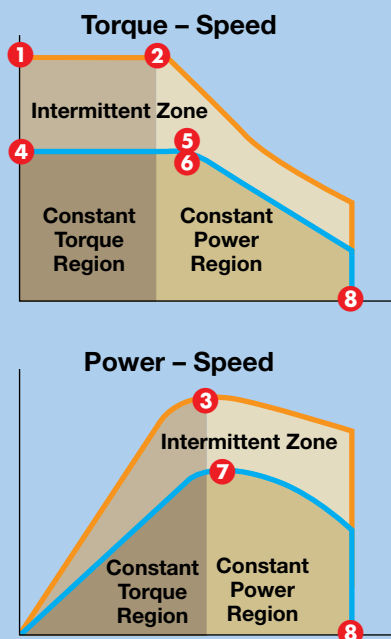 Torque – Speed
1
2
Intermittent Zone
4
5
6
Constant
Torque
Region
Constant
Power
Region
8
Power – Speed
3
Intermittent Zone
7
Constant
Torque
Region
Constant
Power
Region
8